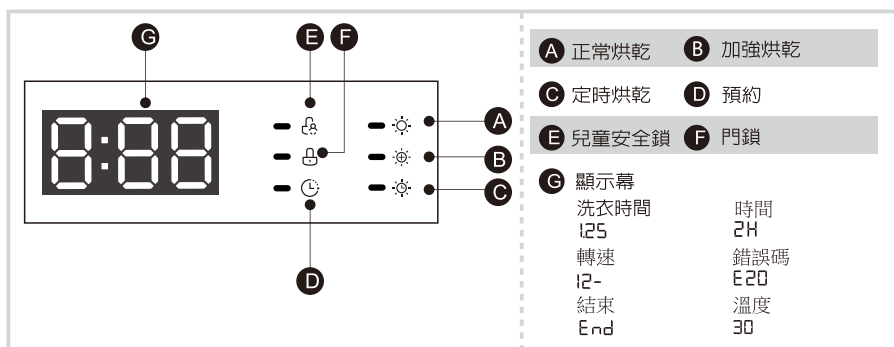 G
E
F
8:88
A
B
C
D
A 正常烘乾
B 加強烘乾
C 定時烘乾
D 預約
E 兒童安全鎖
F 門鎖
G 顯示幕
洗衣時間
時間
1.25
2H
轉速
錯誤碼
12-
E20
結束
溫度
End
30